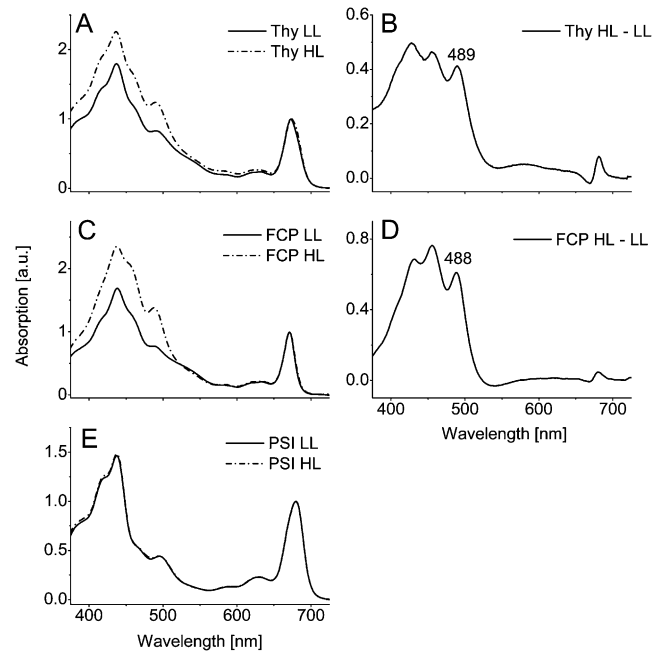 A
Thy LL
Thy HL
2
1
0
B
Thy HL - LL
489
0.6
0.4
0.2
0.0
C
FCP LL
FCP HL
2
1
0
D
FCP HL - LL
488
0.8
0.4
0.0
400 500 600 700
Wavelength [nm]
Absorption [a.u.]
E
PSI LL
PSI HL
1.5
1.0
0.5
0.0
400 500 600 700
Wavelength [nm]